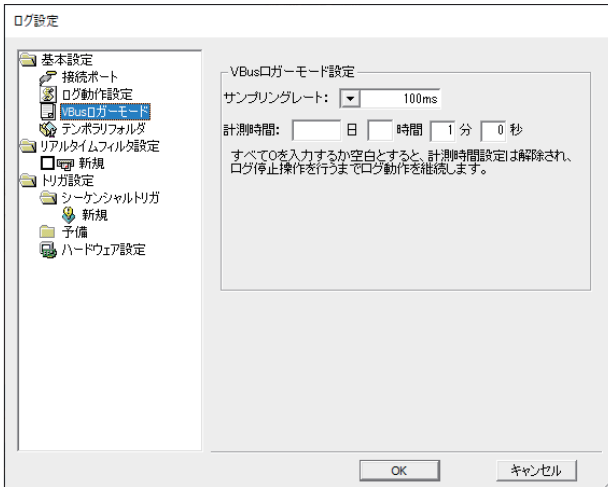 ログ設定
基本設定
接続ポート
ログ動作設定
VBusロガーモード
テンポラリフォルダ
リアルタイムフィルタ設定
新規
トリガ設定
シーケンシャルトリガ
新規
予備
ハードウェア設定
VBusロガーモード設定
サンプリングレート： 100ms
計測時間： 日 時間 1 分 0 秒
すべて0を入力するか空白とすると、計測時間設定は解除され、
ログ停止操作を行うまでログ動作を継続します。
OK キャンセル